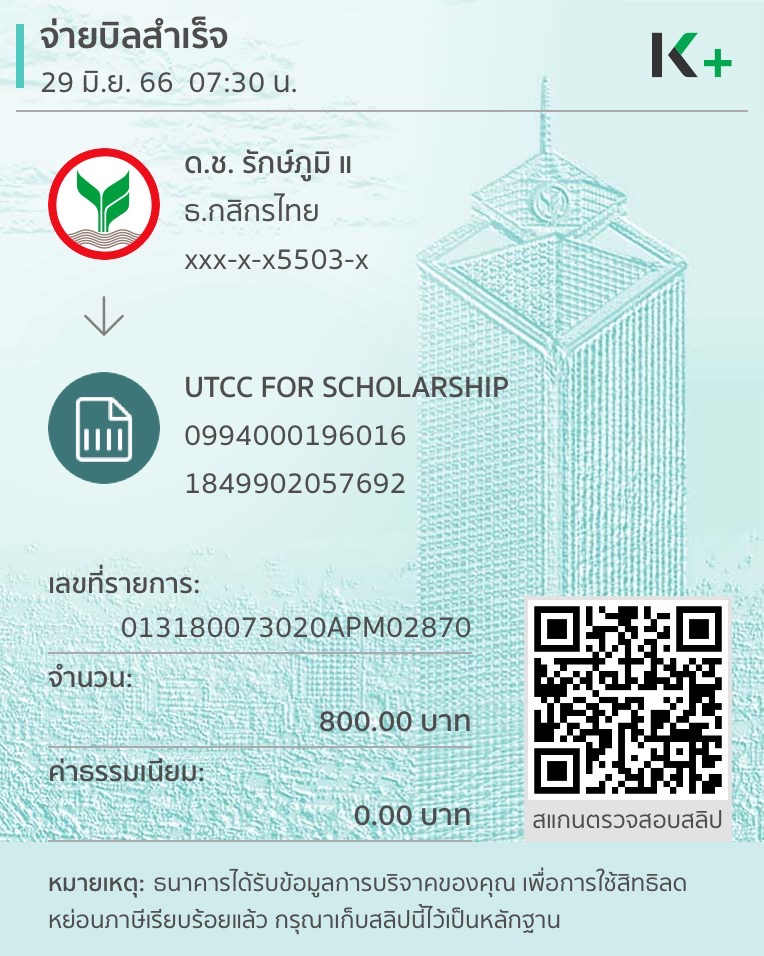 จ่ายบิลสำเร็จ
29 มิ.ย. 66 07:30 น.
K+
ด.ช. รักษ์ภูมิ แ
ธ.กสิกรไทย
xxx-x-x5503-x
UTCC FOR SCHOLARSHIP
0994000196016
1849902057692
เลขที่รายการ:
013180073020APM02870
จำนวน:
800.00 บาท
ค่าธรรมเนียม:
0.00 บาท
สแกนตรวจสอบสลิป
หมายเหตุ: ธนาคารได้รับข้อมูลการบริจาคของคุณ เพื่อการใช้สิทธิลด
หย่อนภาษีเรียบร้อยแล้ว กรุณาเก็บสลิปนี้ไว้เป็นหลักฐาน